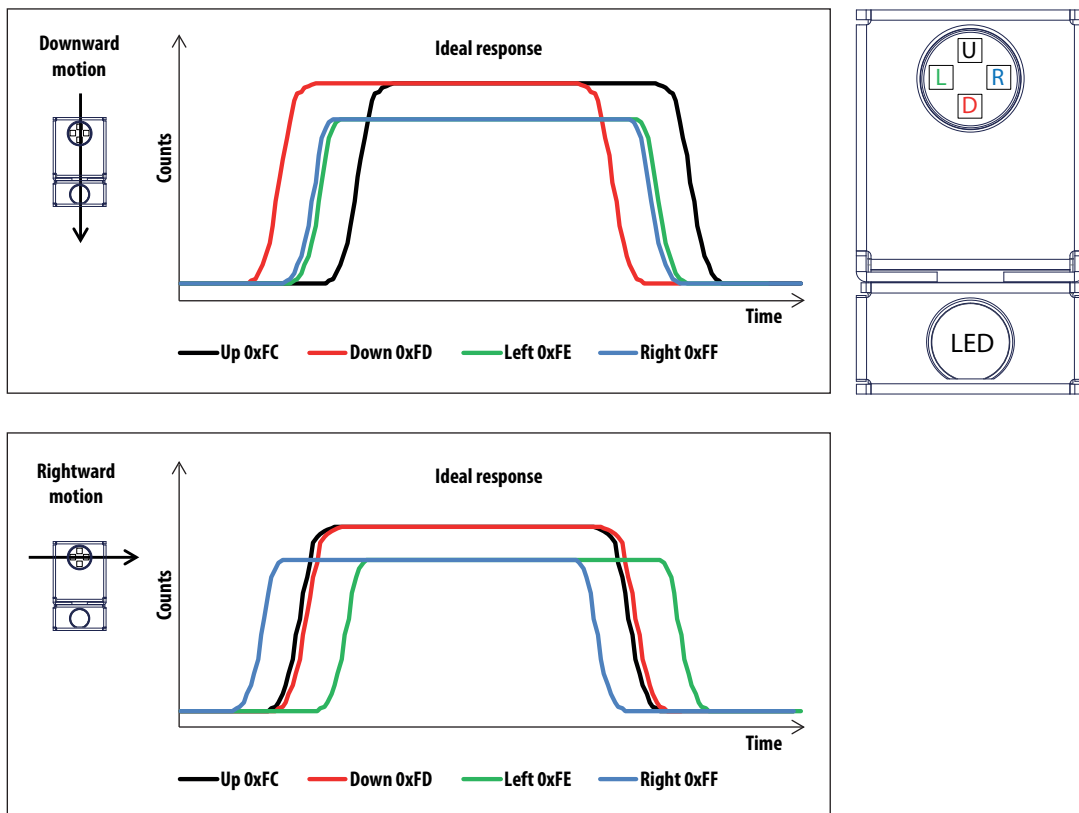 Downward
motion
Ideal response
Counts
Time
Up 0xFC Down 0xFD Left 0xFE Right 0xFF
U
L R
D
LED
Rightward
motion
Ideal response
Counts
Time
Up 0xFC Down 0xFD Left 0xFE Right 0xFF